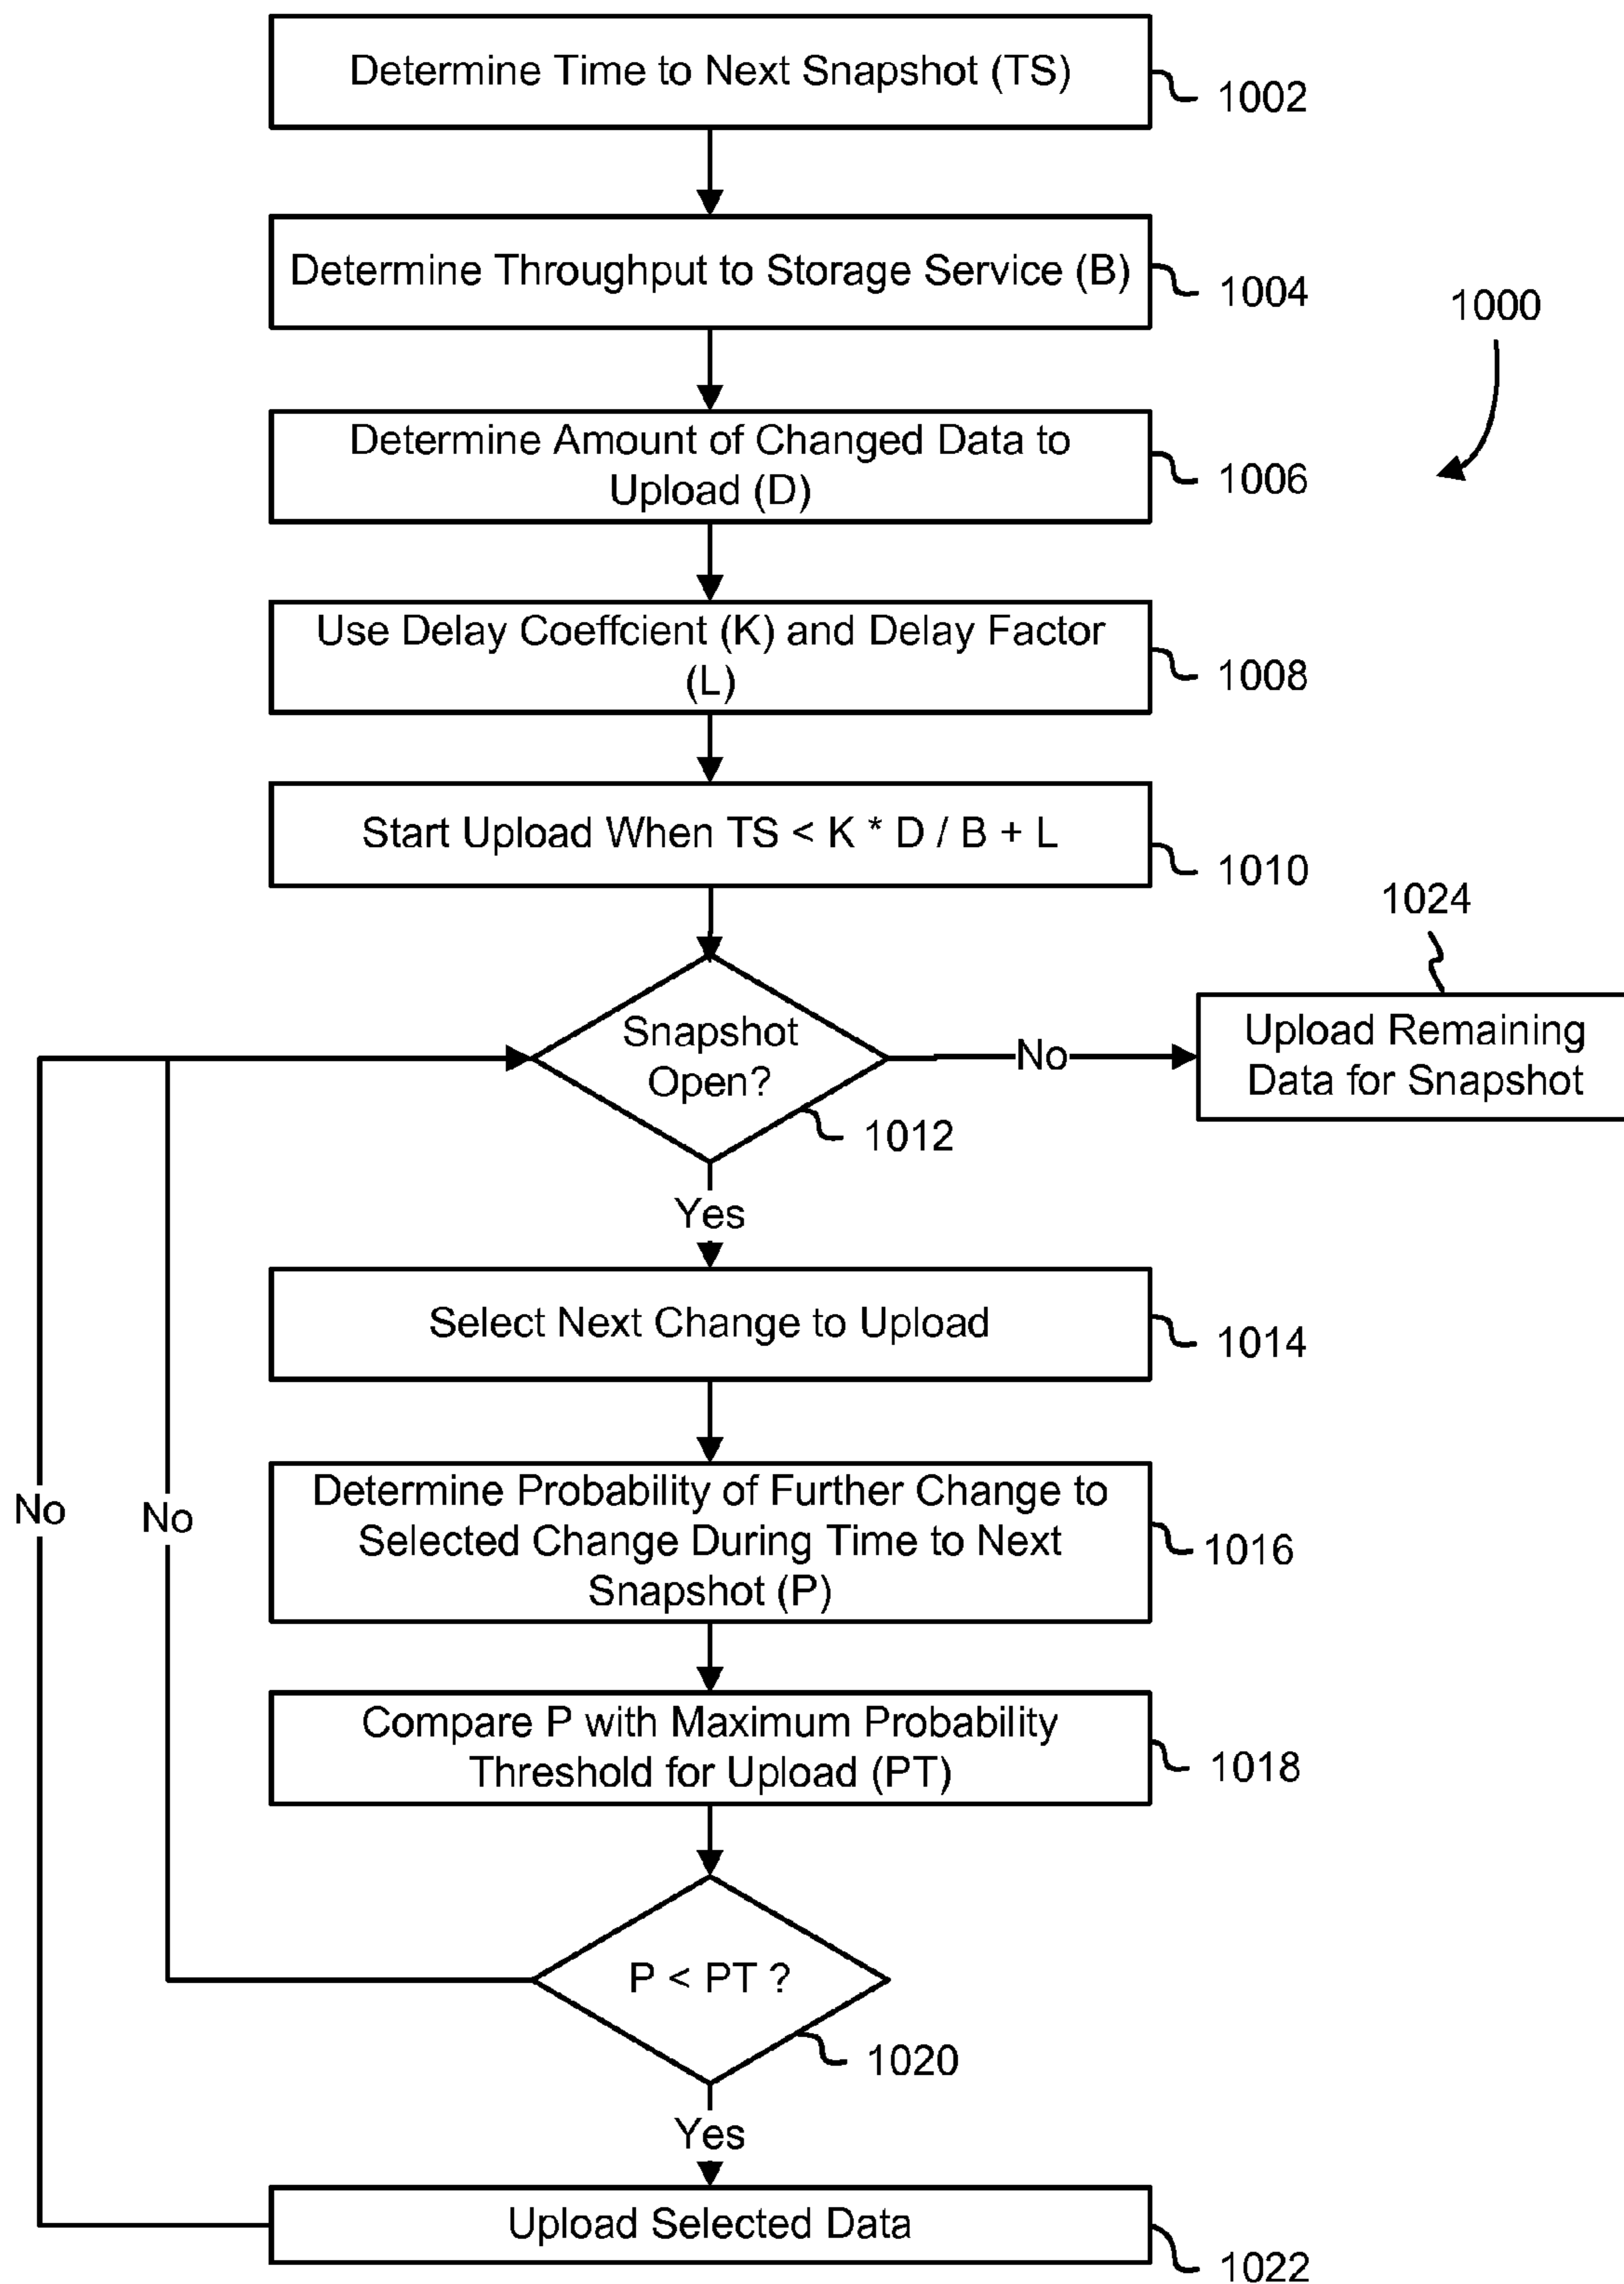 Determine Time to Next Snapshot (TS)
1002
Determine Throughput to Storage Service (B)
1004
1000
Determine Amount of Changed Data to
Upload (D)
1006
Use Delay Coeffcient (K) and Delay Factor
(L)
1008
Start Upload When TS < K * D / B + L
1010
1024
Snapshot
Open?
No
Upload Remaining
Data for Snapshot
1012
Yes
Select Next Change to Upload
1014
Determine Probability of Further Change to
Selected Change During Time to Next
Snapshot (P)
1016
No
No
Compare P with Maximum Probability
Threshold for Upload (PT)
1018
P < PT ?
1020
Yes
Upload Selected Data
1022